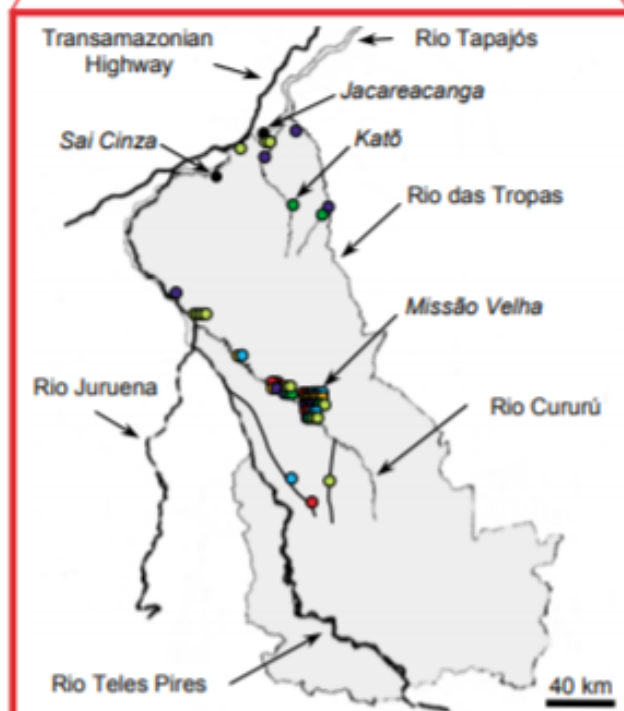 Transamazonian
Highway
Rio Tapajós
Jacareacanga
Sai Cinza
Katõ
Rio das Tropas
Missão Velha
Rio Juruena
Rio Cururú
Rio Teles Pires
40 km